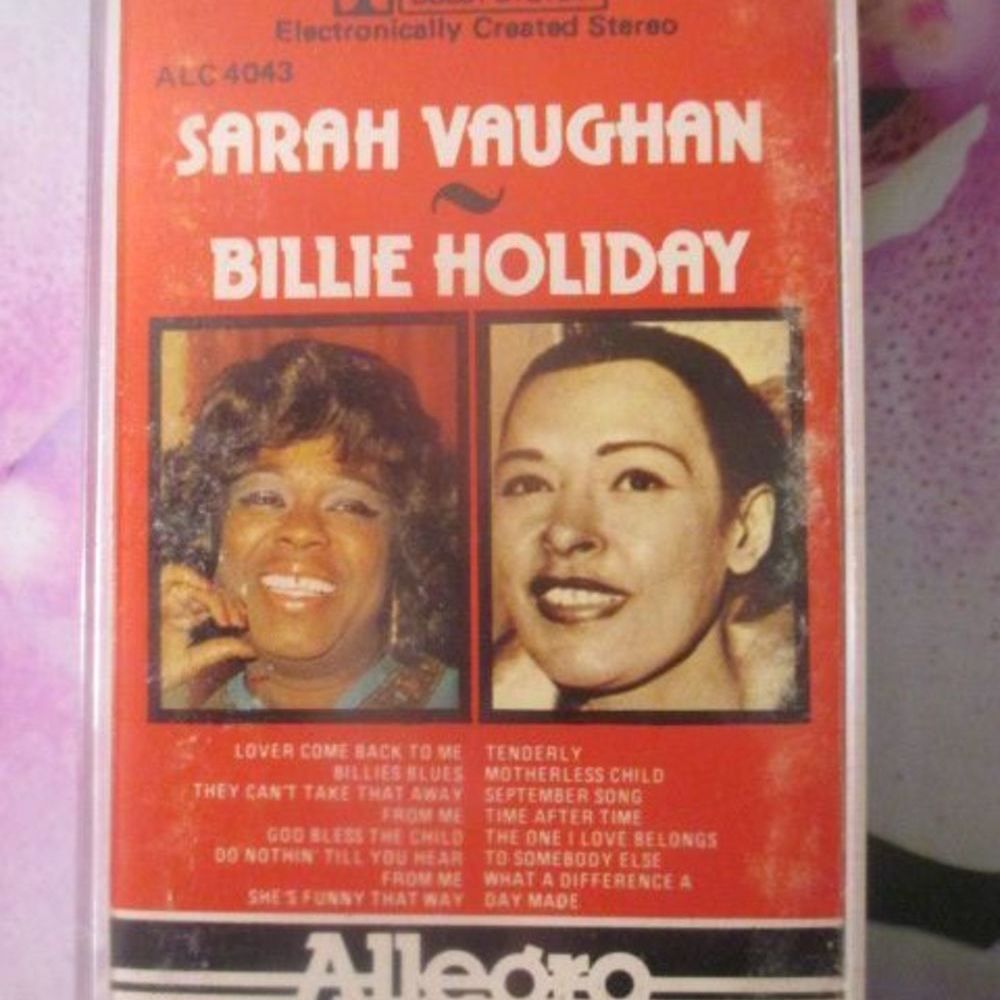 Electronically Created Stereo
ALC 4043
SARAH VAUGHAN
~
BILLIE HOLIDAY
LOVER COME BACK TO ME
BILLIES BLUES
THEY CAN'T TAKE THAT AWAY
FROM ME
GOD BLESS THE CHILD
DO NOTHIN' TILL YOU HEAR
FROM ME
SHE'S FUNNY THAT WAY
TENDERLY
MOTHERLESS CHILD
SEPTEMBER SONG
TIME AFTER TIME
THE ONE I LOVE BELONGS
TO SOMEBODY ELSE
WHAT A DIFFERENCE A
DAY MADE
Allegro